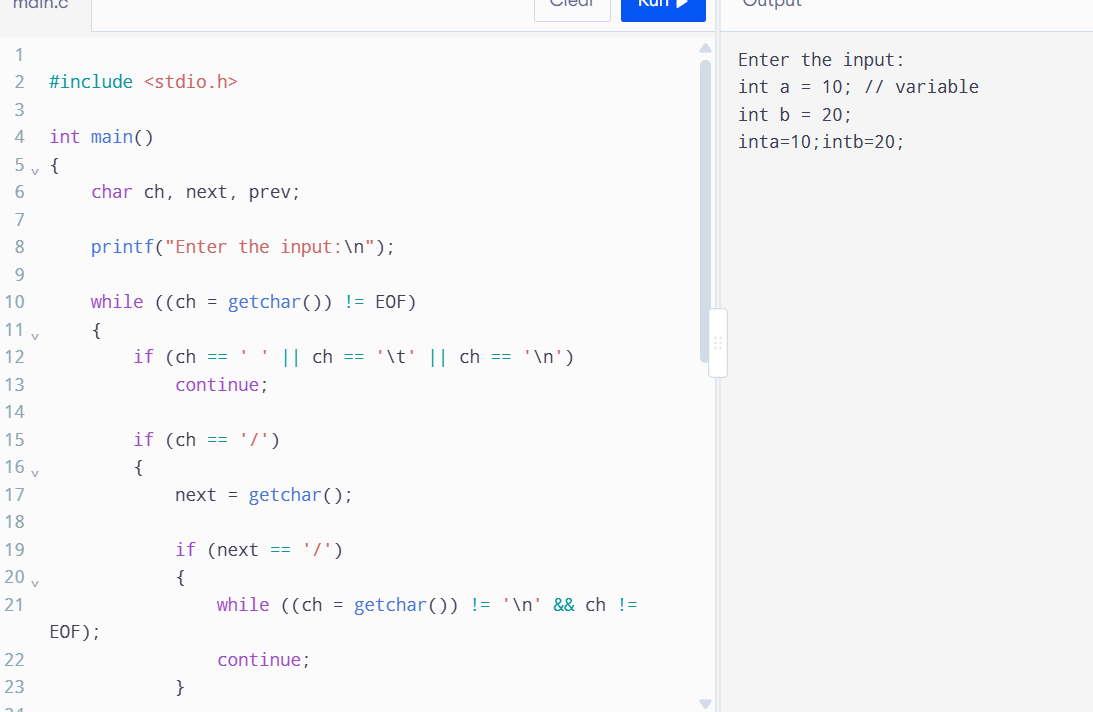 main.c
Clear
Run
Output
1
2 #include <stdio.h>
3
4 int main()
5 {
6 char ch, next, prev;
7
8 printf("Enter the input:\n");
9
10 while ((ch = getchar()) != EOF)
11 {
12 if (ch == ' ' || ch == '\t' || ch == '\n')
13 continue;
14
15 if (ch == '/')
16 {
17 next = getchar();
18
19 if (next == '/')
20 {
21 while ((ch = getchar()) != '\n' && ch !=
EOF);
22 continue;
23 }
Enter the input:
int a = 10; // variable
int b = 20;
inta=10;intb=20;